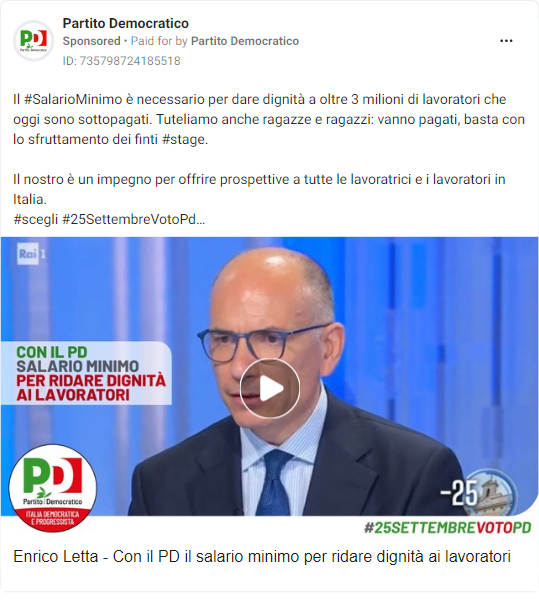 Partito Democratico
Sponsored • Paid for by Partito Democratico
ID: 735798724185518
Il #SalarioMinimo è necessario per dare dignità a oltre 3 milioni di lavoratori che
oggi sono sottopagati. Tuteliamo anche ragazze e ragazzi: vanno pagati, basta con
lo sfruttamento dei finti #stage.
Il nostro è un impegno per offrire prospettive a tutte le lavoratrici e i lavoratori in
Italia.
#scegli #25SettembreVotoPd...
Rai 1
CON IL PD
SALARIO MINIMO
PER RIDARE DIGNITÀ
AI LAVORATORI
PD
Partito Democratico
ITALIA DEMOCRATICA
E PROGRESSISTA
-25
#25SETTEMBREVOTOPD
Enrico Letta - Con il PD il salario minimo per ridare dignità ai lavoratori